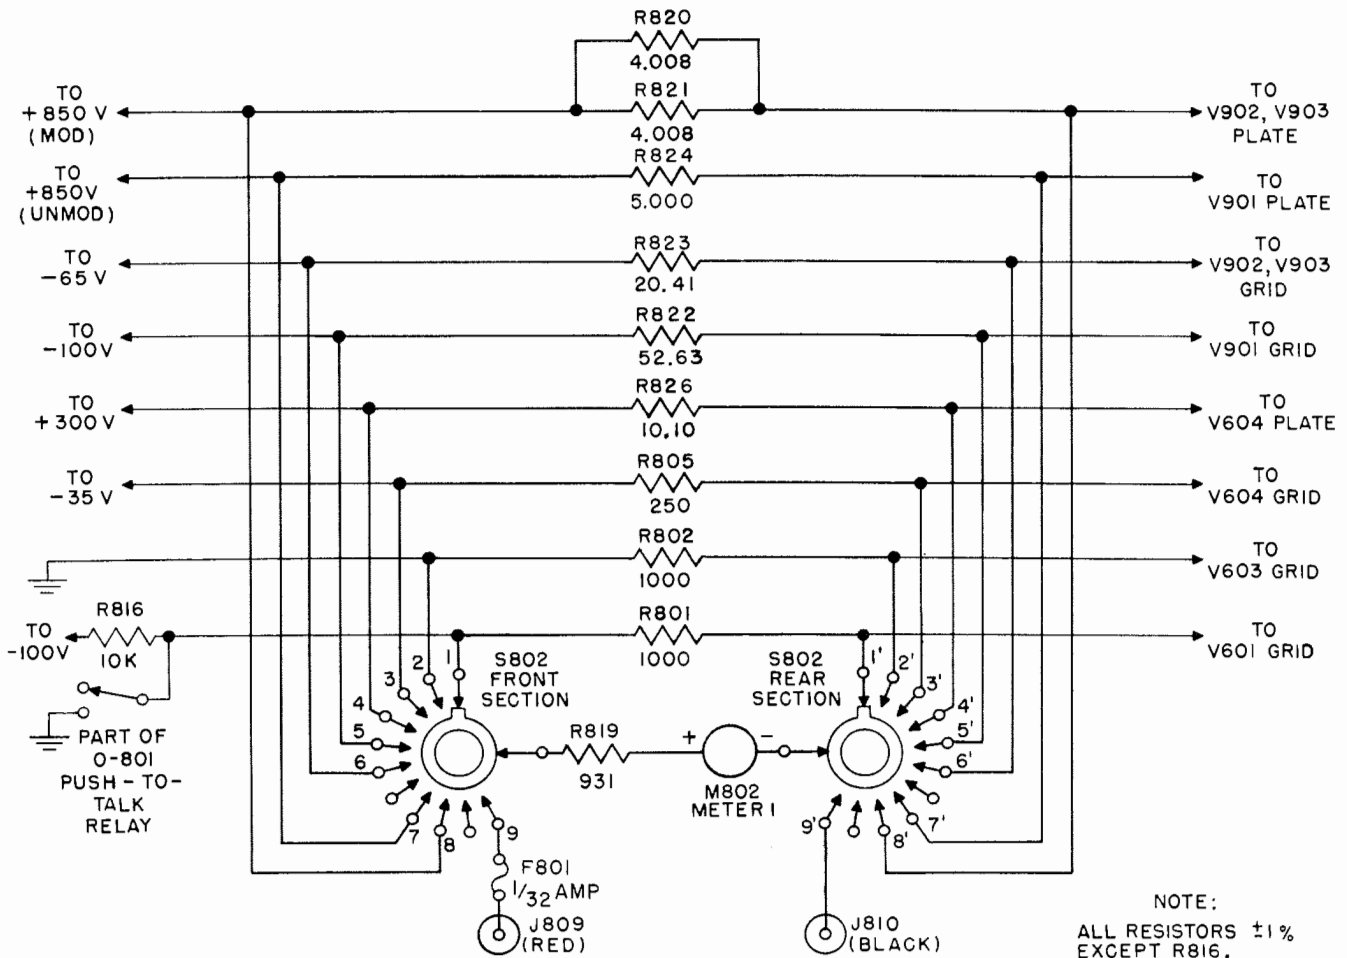 R820
4.008
TO
+850 V
(MOD)
R821
4.008
TO
V902, V903
PLATE
TO
+850V
(UNMOD)
R824
5.000
TO
V901 PLATE
TO
-65 V
R823
20.41
TO
V902, V903
GRID
TO
-100V
R822
52.63
TO
V901 GRID
TO
+300V
R826
10.10
TO
V604 PLATE
TO
-35 V
R805
250
TO
V604 GRID
R802
1000
TO
V603 GRID
TO
-100V
R816
10K
R801
1000
TO
V601 GRID
PART OF
O-801
PUSH-TO-
TALK
RELAY
1
2
3
4
5
6
7
8
9
S802
FRONT
SECTION
R819
931
+
-
M802
METER 1
S802
REAR
SECTION
1'
2'
3'
4'
5'
6'
7'
8'
9'
F801
1/32 AMP
J809
(RED)
J810
(BLACK)
NOTE:
ALL RESISTORS ±1%
EXCEPT R816.